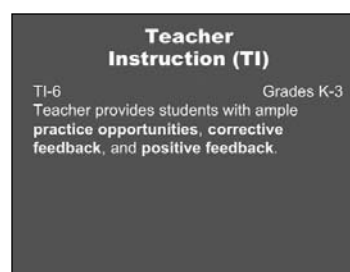 Teacher
Instruction (TI)
TI-6 Grades K-3
Teacher provides students with ample
practice opportunities, corrective
feedback, and positive feedback.